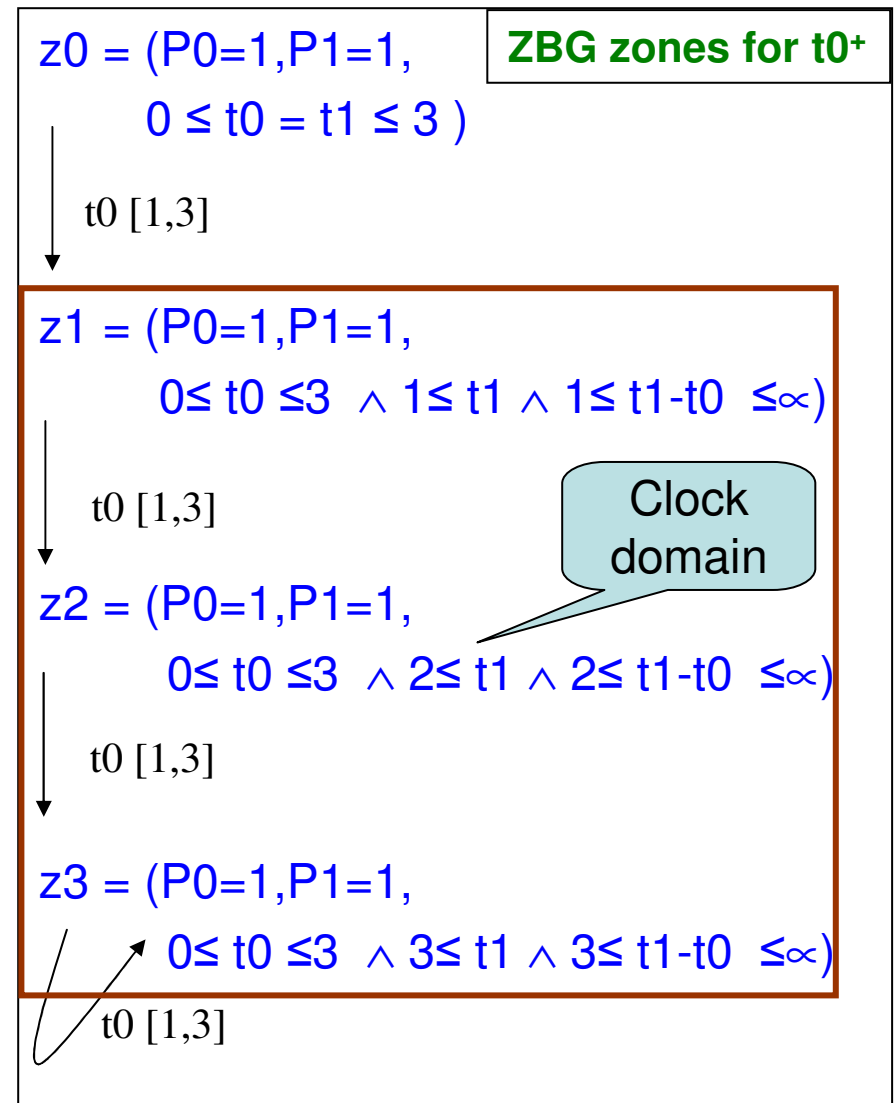 ZBG zones for t0⁺
z0 = (P0=1,P1=1,
0 ≤ t0 = t1 ≤ 3 )
t0 [1,3]
z1 = (P0=1,P1=1,
0≤ t0 ≤3 ∧ 1≤ t1 ∧ 1≤ t1-t0 ≤∝)
t0 [1,3]
Clock
domain
z2 = (P0=1,P1=1,
0≤ t0 ≤3 ∧ 2≤ t1 ∧ 2≤ t1-t0 ≤∝)
t0 [1,3]
z3 = (P0=1,P1=1,
0≤ t0 ≤3 ∧ 3≤ t1 ∧ 3≤ t1-t0 ≤∝)
t0 [1,3]